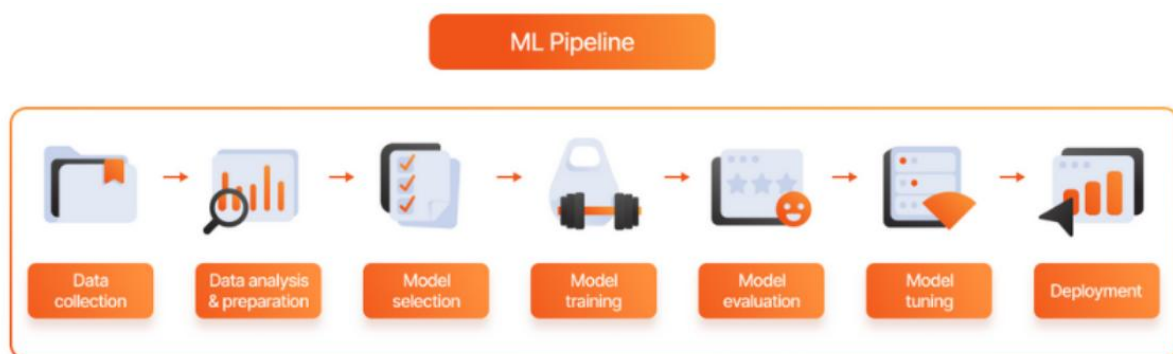 ML Pipeline
Data
collection
Data analysis
& preparation
Model
selection
Model
training
Model
evaluation
Model
tuning
Deployment